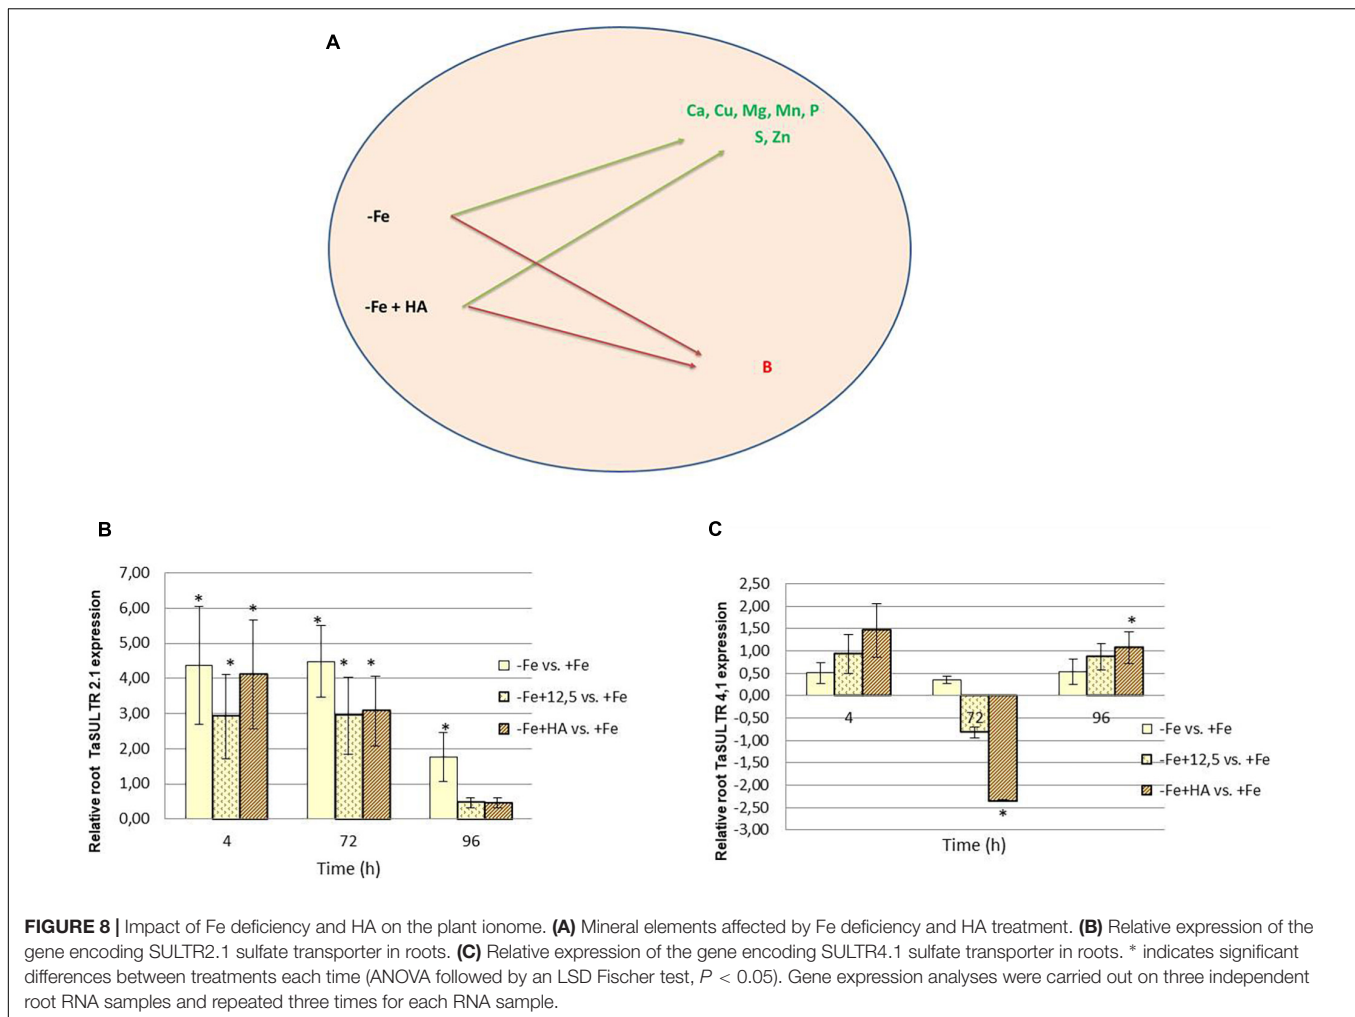 A
Ca, Cu, Mg, Mn, P
S, Zn
-Fe
-Fe + HA
B
B
Relative root TaSULTR 2.1 expression
7,00
6,00
5,00
4,00
3,00
2,00
1,00
0,00
* * *
* * *
*
4 72 96
Time (h)
-Fe vs. +Fe
-Fe+12,5 vs. +Fe
-Fe+HA vs. +Fe
C
Relative root TaSULTR 4,1 expression
2,50
2,00
1,50
1,00
0,50
0,00
-0,50
-1,00
-1,50
-2,00
-2,50
-3,00
*
*
4 72 96
Time (h)
-Fe vs. +Fe
-Fe+12,5 vs. +Fe
-Fe+HA vs. +Fe
FIGURE 8 | Impact of Fe deficiency and HA on the plant ionome. (A) Mineral elements affected by Fe deficiency and HA treatment. (B) Relative expression of the
gene encoding SULTR2.1 sulfate transporter in roots. (C) Relative expression of the gene encoding SULTR4.1 sulfate transporter in roots. * indicates significant
differences between treatments each time (ANOVA followed by an LSD Fischer test, P < 0.05). Gene expression analyses were carried out on three independent
root RNA samples and repeated three times for each RNA sample.